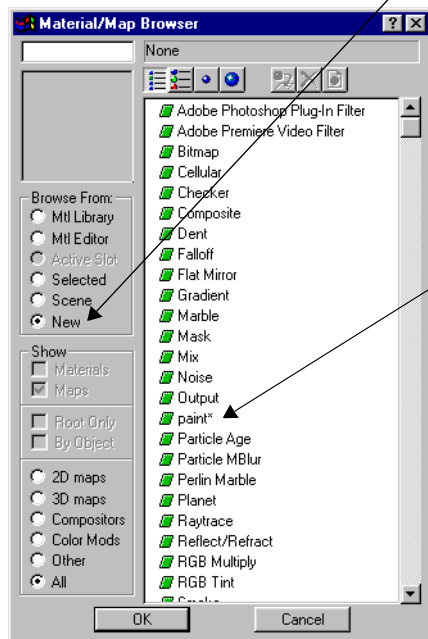 Material/Map Browser
None
Adobe Photoshop Plug-In Filter
Adobe Premiere Video Filter
Bitmap
Cellular
Checker
Composite
Dent
Falloff
Flat Mirror
Gradient
Marble
Mask
Mix
Noise
Output
paint*
Particle Age
Particle MBlur
Perlin Marble
Planet
Raytrace
Reflect/Refract
RGB Multiply
RGB Tint
Browse From:
Mtl Library
Mtl Editor
Active Slot
Selected
Scene
New
Show
Materials
Maps
Root Only
By Object
2D maps
3D maps
Compositors
Color Mods
Other
All
OK
Cancel